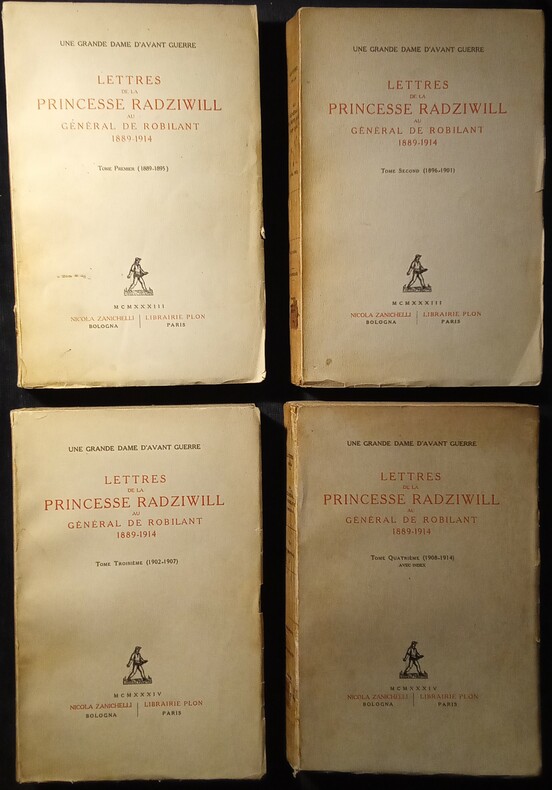 UNE GRANDE DAME D'AVANT GUERRE
LETTRES
DE LA
PRINCESSE RADZIWILL
AU
GÉNÉRAL DE ROBILANT
1889-1914
TOME PREMIER (1889-1895)
MCMXXXIII
NICOLA ZANICHELLI
BOLOGNA
LIBRAIRIE PLON
PARIS
UNE GRANDE DAME D'AVANT GUERRE
LETTRES
DE LA
PRINCESSE RADZIWILL
AU
GÉNÉRAL DE ROBILANT
1889-1914
TOME SECOND (1896-1901)
MCMXXXIII
NICOLA ZANICHELLI
BOLOGNA
LIBRAIRIE PLON
PARIS
UNE GRANDE DAME D'AVANT GUERRE
LETTRES
DE LA
PRINCESSE RADZIWILL
AU
GÉNÉRAL DE ROBILANT
1889-1914
TOME TROISIÈME (1902-1907)
MCMXXXIV
NICOLA ZANICHELLI
BOLOGNA
LIBRAIRIE PLON
PARIS
UNE GRANDE DAME D'AVANT GUERRE
LETTRES
DE LA
PRINCESSE RADZIWILL
AU
GÉNÉRAL DE ROBILANT
1889-1914
TOME QUATRIÈME (1908-1914)
AVEC INDEX
MCMXXXIV
NICOLA ZANICHELLI
BOLOGNA
LIBRAIRIE PLON
PARIS